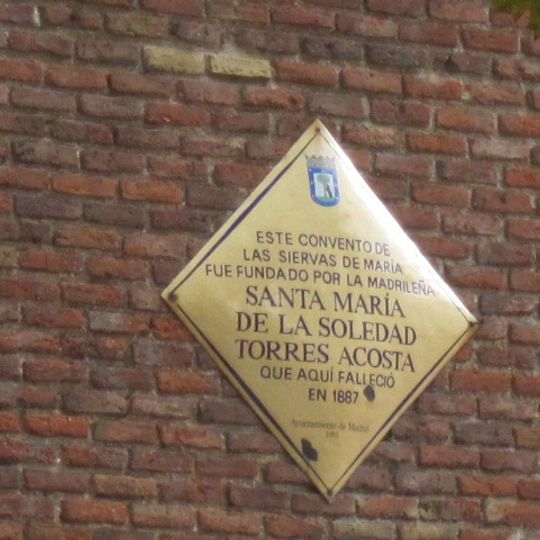 ESTE CONVENTO DE
LAS SIERVAS DE MARÍA
FUE FUNDADO POR LA MADRILEÑA
SANTA MARÍA
DE LA SOLEDAD
TORRES ACOSTA
QUE AQUÍ FALLECIÓ
EN 1887
Ayuntamiento de Madrid
1991